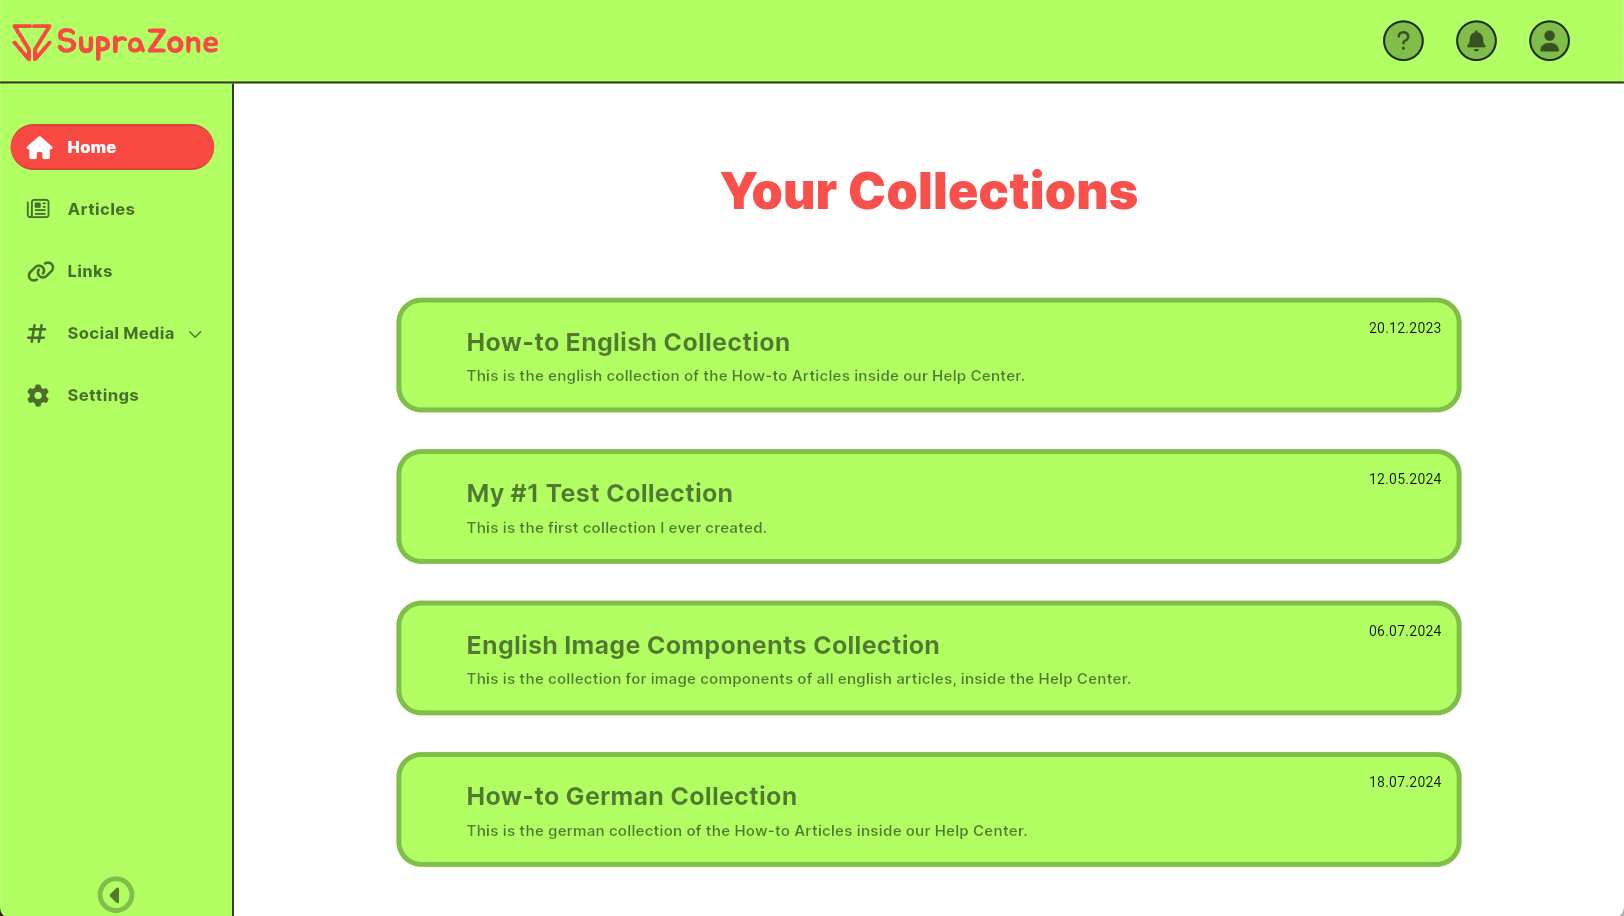 SupraZone
?
Home
Articles
Links
Social Media
Settings
Your Collections
How-to English Collection
20.12.2023
This is the english collection of the How-to Articles inside our Help Center.
My #1 Test Collection
12.05.2024
This is the first collection I ever created.
English Image Components Collection
06.07.2024
This is the collection for image components of all english articles, inside the Help Center.
How-to German Collection
18.07.2024
This is the german collection of the How-to Articles inside our Help Center.